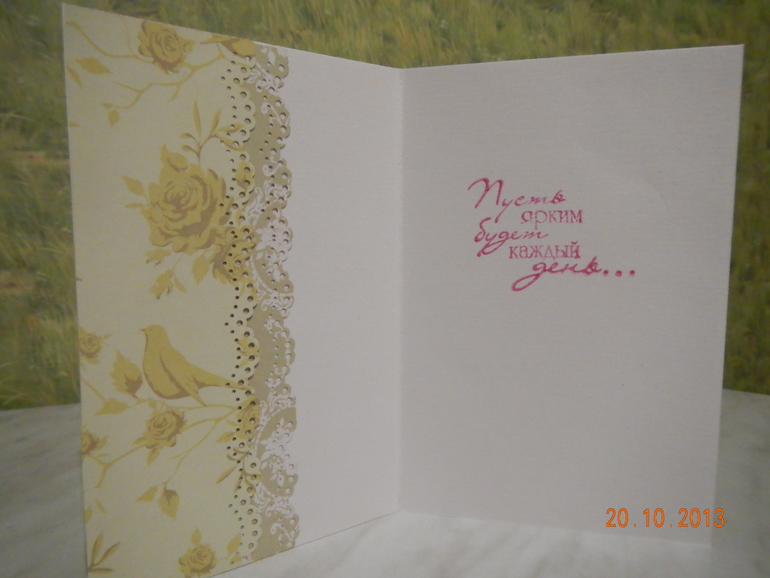 Пусть
ярким
будет
каждый
день...
20.10.2013